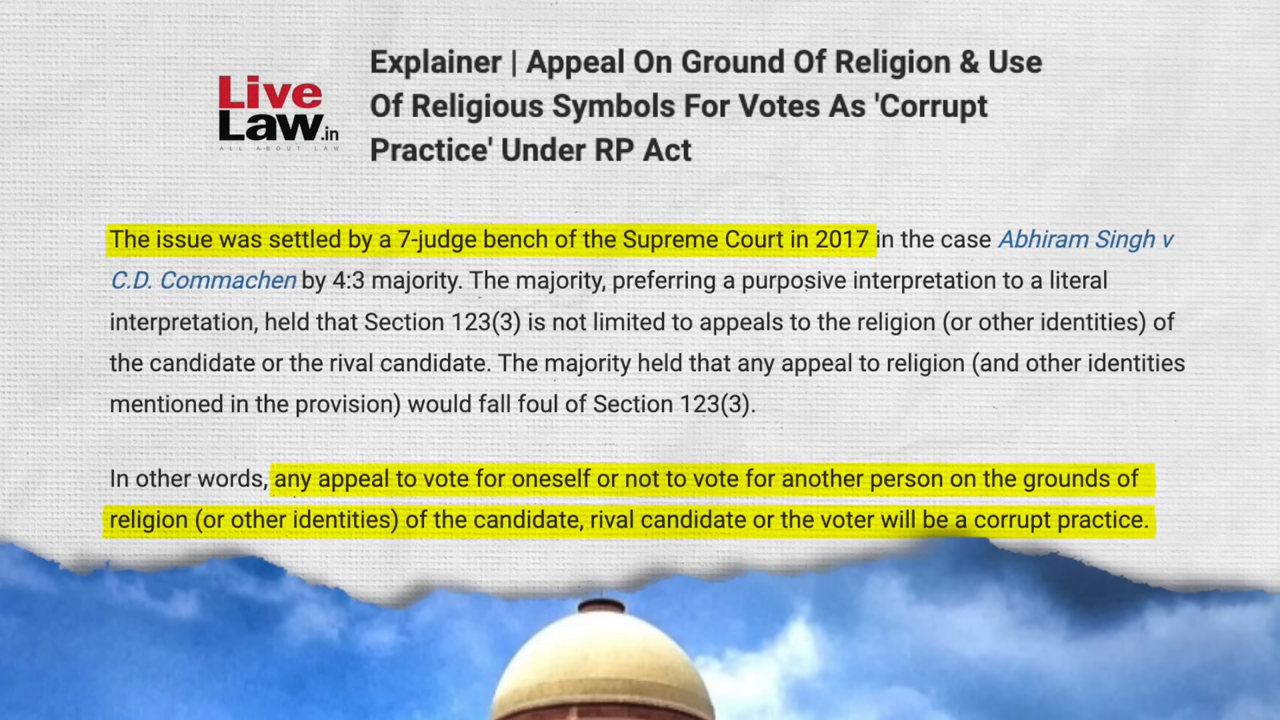 Explainer | Appeal On Ground Of Religion & Use
Of Religious Symbols For Votes As 'Corrupt
Practice' Under RP Act
Live
Law.in
ALL ABOUT LAW
The issue was settled by a 7-judge bench of the Supreme Court in 2017 in the case Abhiram Singh v
C.D. Commachen by 4:3 majority. The majority, preferring a purposive interpretation to a literal
interpretation, held that Section 123(3) is not limited to appeals to the religion (or other identities) of
the candidate or the rival candidate. The majority held that any appeal to religion (and other identities
mentioned in the provision) would fall foul of Section 123(3).
In other words, any appeal to vote for oneself or not to vote for another person on the grounds of
religion (or other identities) of the candidate, rival candidate or the voter will be a corrupt practice.